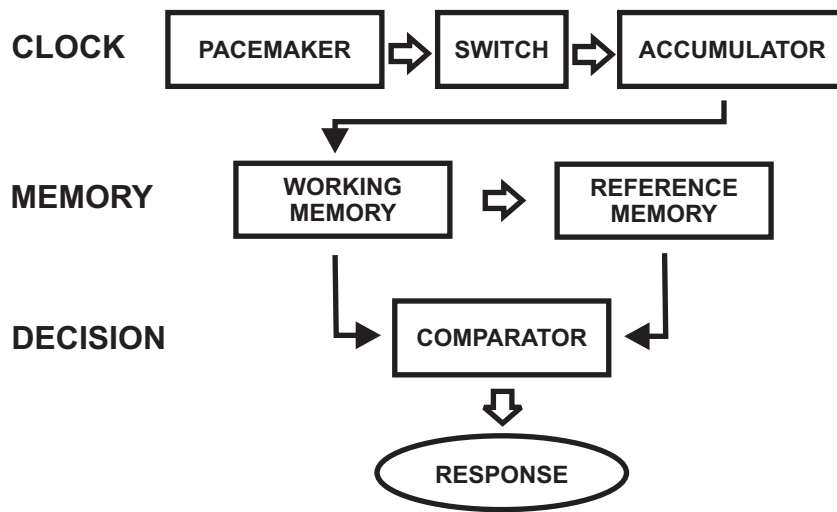 CLOCK
PACEMAKER
SWITCH
ACCUMULATOR
MEMORY
WORKING
MEMORY
REFERENCE
MEMORY
DECISION
COMPARATOR
RESPONSE